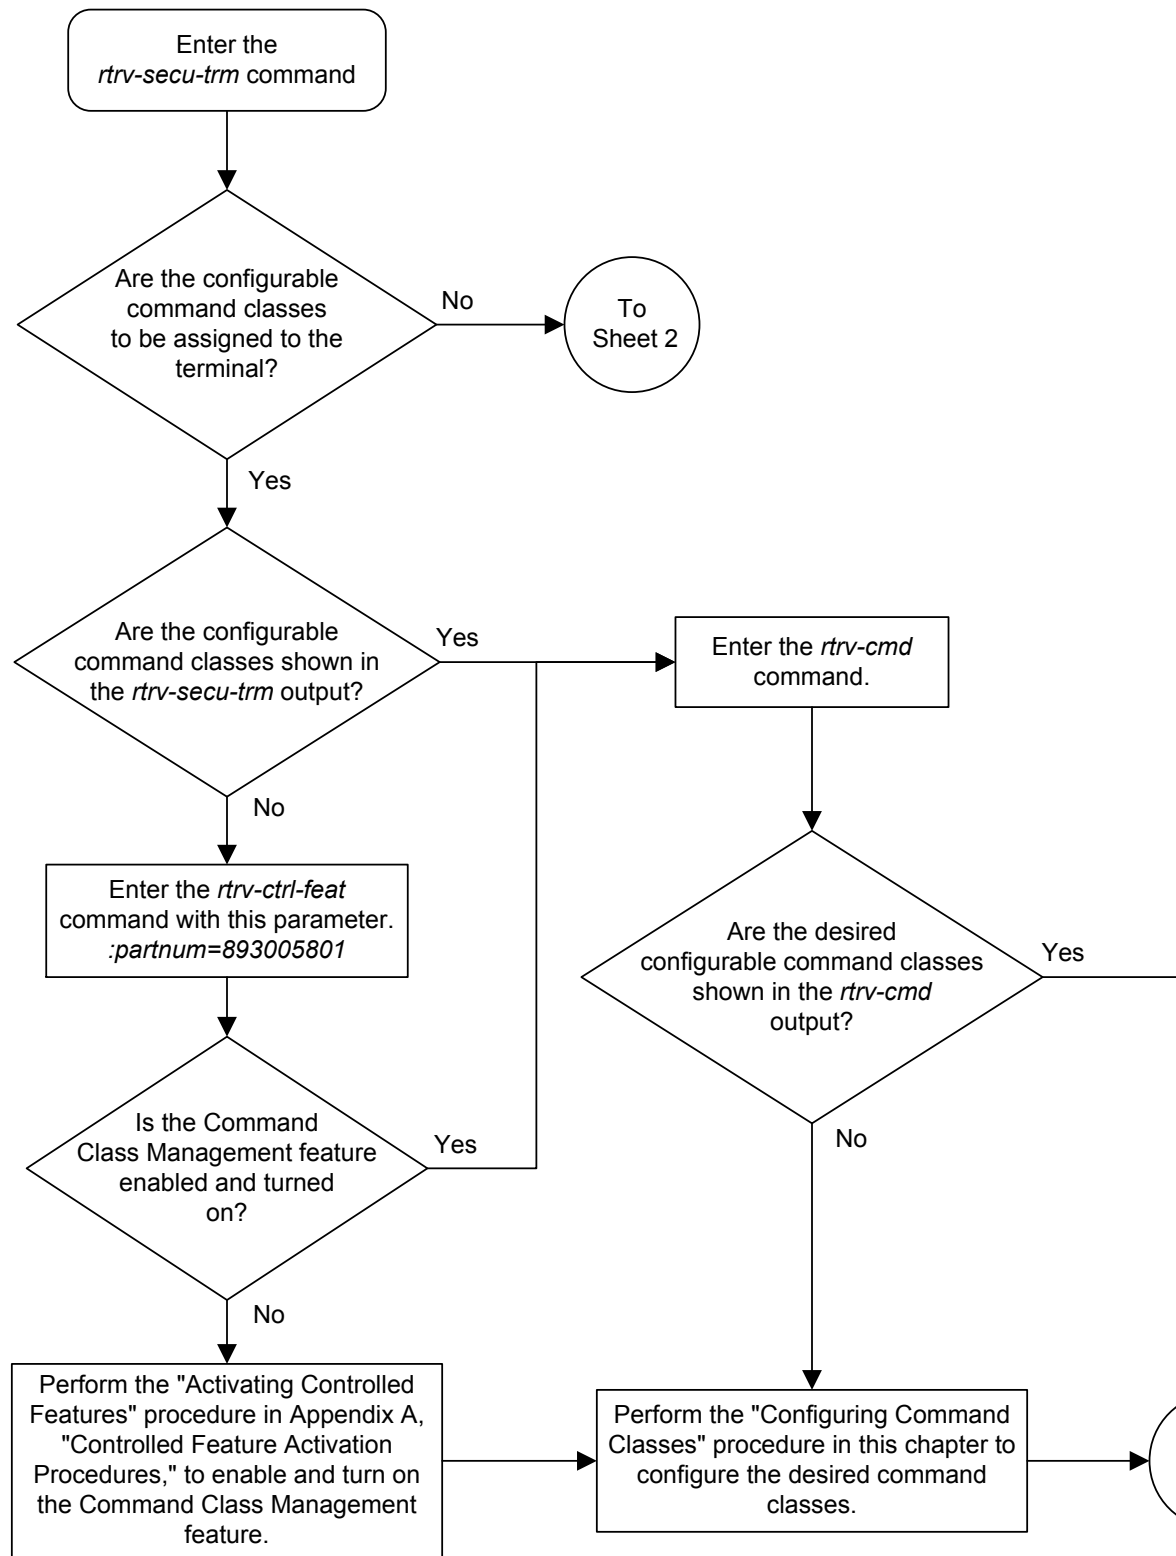 Enter the
rtrv-secu-trm command
Are the configurable
command classes
to be assigned to the
terminal?
No
To
Sheet 2
Yes
Are the configurable
command classes shown in
the rtrv-secu-trm output?
Yes
Enter the rtrv-cmd
command.
No
Enter the rtrv-ctrl-feat
command with this parameter.
:partnum=893005801
Are the desired
configurable command classes
shown in the rtrv-cmd
output?
Yes
Is the Command
Class Management feature
enabled and turned
on?
Yes
No
No
Perform the "Activating Controlled
Features" procedure in Appendix A,
"Controlled Feature Activation
Procedures," to enable and turn on
the Command Class Management
feature.
Perform the "Configuring Command
Classes" procedure in this chapter to
configure the desired command
classes.